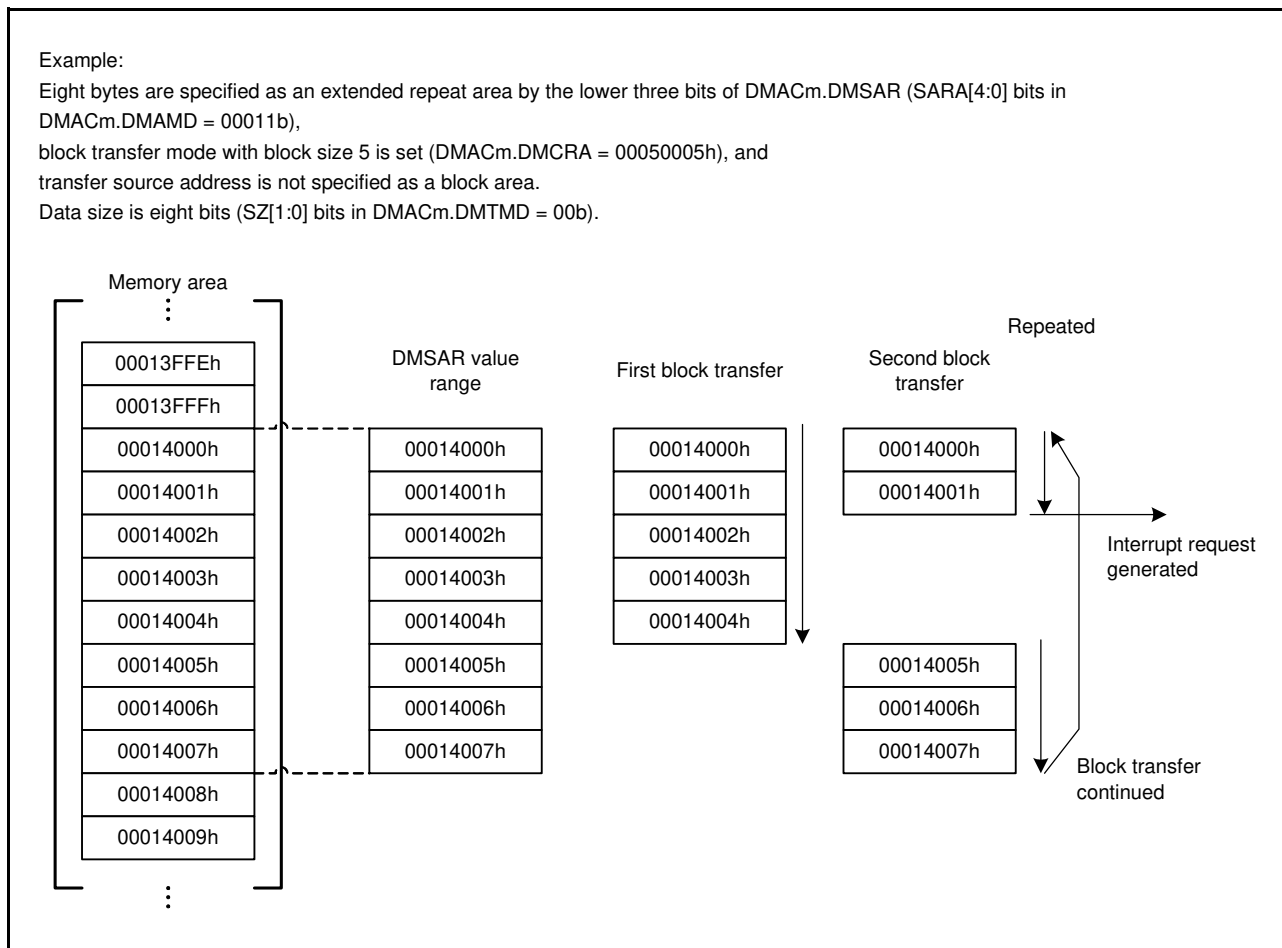 Example:
Eight bytes are specified as an extended repeat area by the lower three bits of DMACm.DMSAR (SARA[4:0] bits in
DMACm.DMAMD = 00011b),
block transfer mode with block size 5 is set (DMACm.DMCRA = 00050005h), and
transfer source address is not specified as a block area.
Data size is eight bits (SZ[1:0] bits in DMACm.DMTMD = 00b).
Memory area
00013FFEh
00013FFFh
00014000h
00014001h
00014002h
00014003h
00014004h
00014005h
00014006h
00014007h
00014008h
00014009h
DMSAR value
range
00014000h
00014001h
00014002h
00014003h
00014004h
00014005h
00014006h
00014007h
First block transfer
00014000h
00014001h
00014002h
00014003h
00014004h
Second block
transfer
00014000h
00014001h
00014005h
00014006h
00014007h
Repeated
Interrupt request
generated
Block transfer
continued